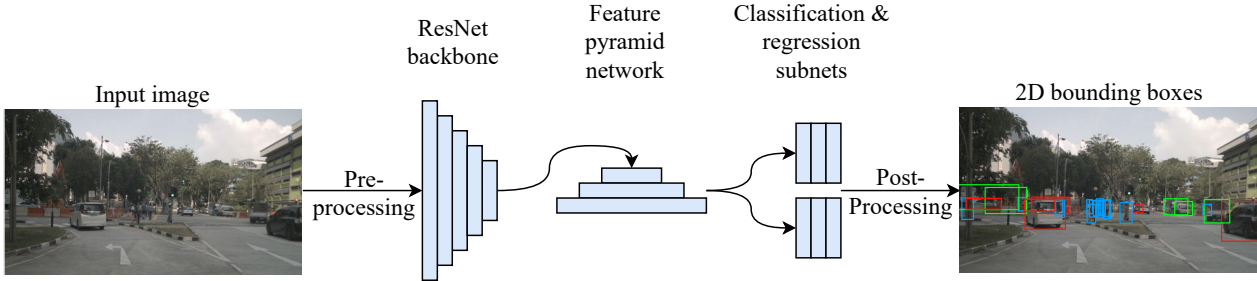 Input image
Pre-
processing
ResNet
backbone
Feature
pyramid
network
Classification &
regression
subnets
Post-
Processing
2D bounding boxes